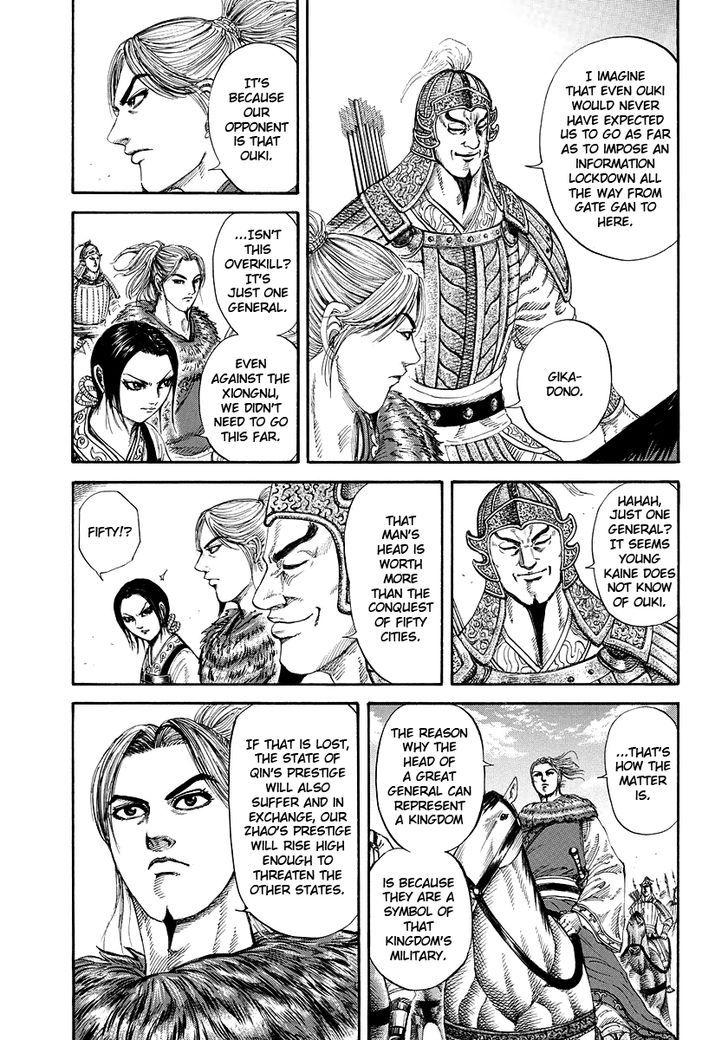 I IMAGINE
THAT EVEN OUKI
WOULD NEVER
HAVE EXPECTED
US TO GO AS FAR
AS TO IMPOSE AN
INFORMATION
LOCKDOWN ALL
THE WAY FROM
GATE GAN TO
HERE.
GIKA-
DONO.
IT'S
BECAUSE
OUR
OPPONENT
IS THAT
OUKI.
...ISN'T
THIS
OVERKILL?
IT'S
JUST ONE
GENERAL.
EVEN
AGAINST THE
XIONGNU,
WE DIDN'T
NEED TO GO
THIS FAR.
HAHAH,
JUST ONE
GENERAL?
IT SEEMS
YOUNG
KAINE DOES
NOT KNOW
OF OUKI.
THAT
MAN'S
HEAD IS
WORTH
MORE
THAN THE
CONQUEST
OF FIFTY
CITIES.
FIFTY!?
...THAT'S
HOW THE
MATTER
IS.
THE REASON
WHY THE
HEAD OF
A GREAT
GENERAL CAN
REPRESENT
A KINGDOM
IS BECAUSE
THEY ARE A
SYMBOL OF
THAT
KINGDOM'S
MILITARY.
IF THAT IS LOST,
THE STATE OF
QIN'S PRESTIGE
WILL ALSO
SUFFER AND IN
EXCHANGE, OUR
ZHAO'S PRESTIGE
WILL RISE HIGH
ENOUGH TO
THREATEN THE
OTHER STATES.